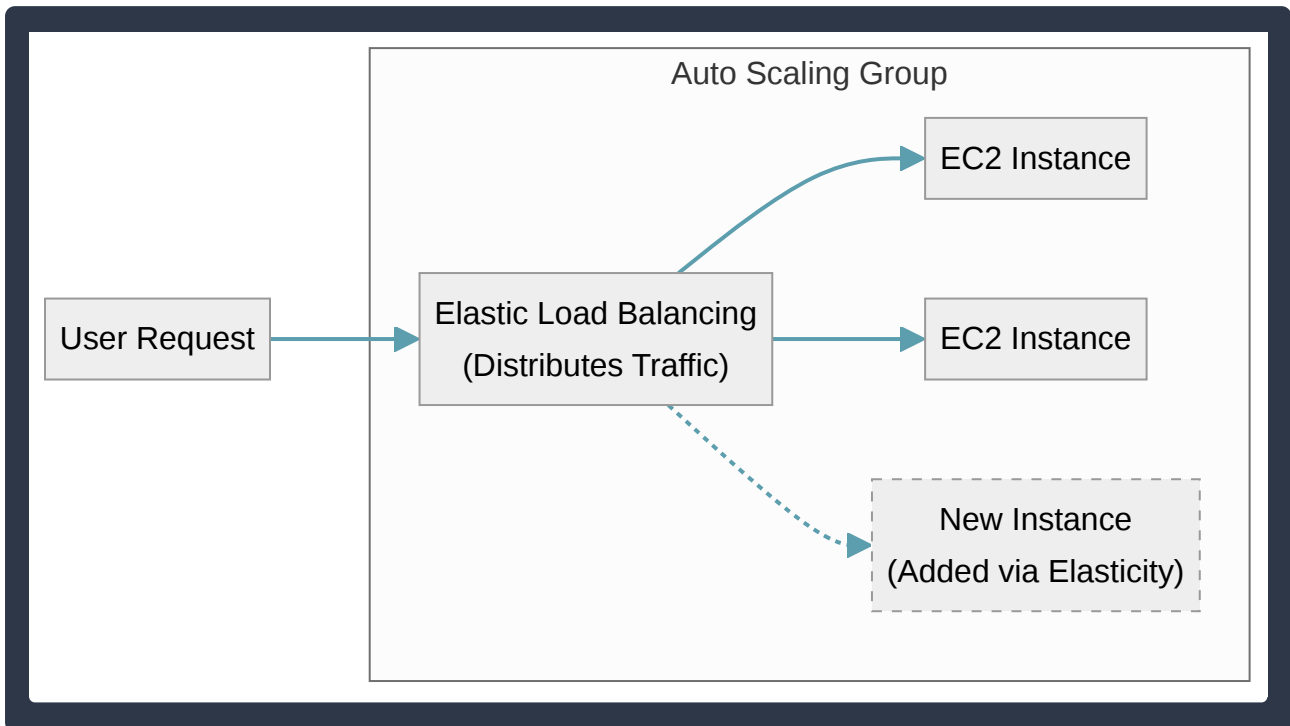 Auto Scaling Group
EC2 Instance
User Request
Elastic Load Balancing
(Distributes Traffic)
EC2 Instance
New Instance
(Added via Elasticity)